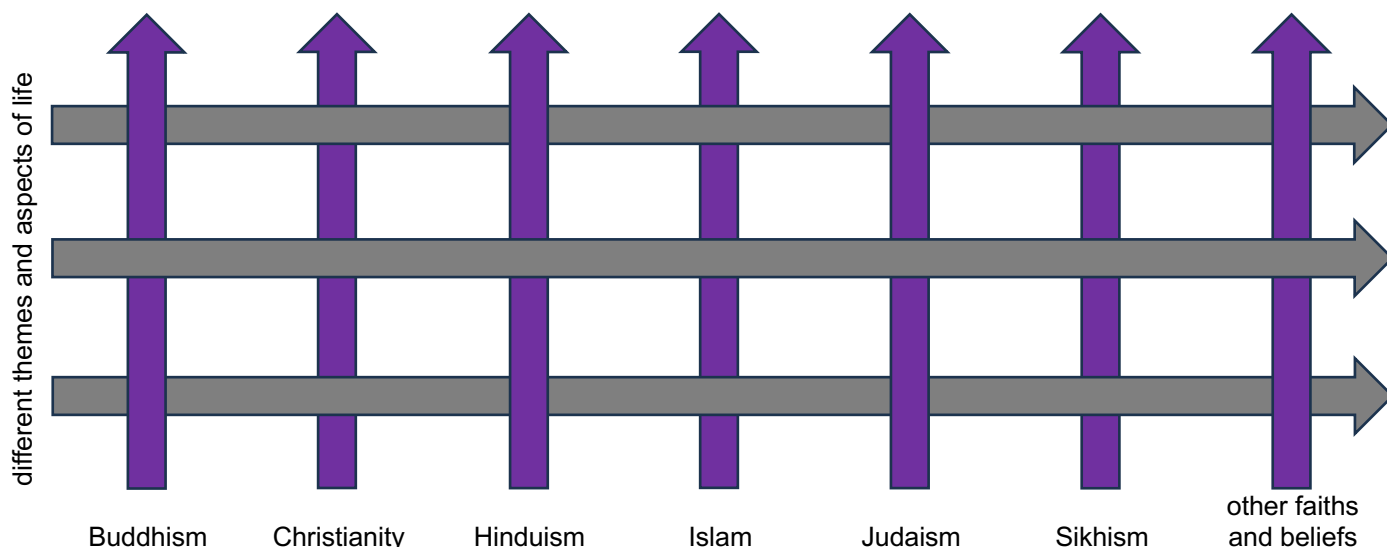 different themes and aspects of life
Buddhism
Christianity
Hinduism
Islam
Judaism
Sikhism
other faiths
and beliefs